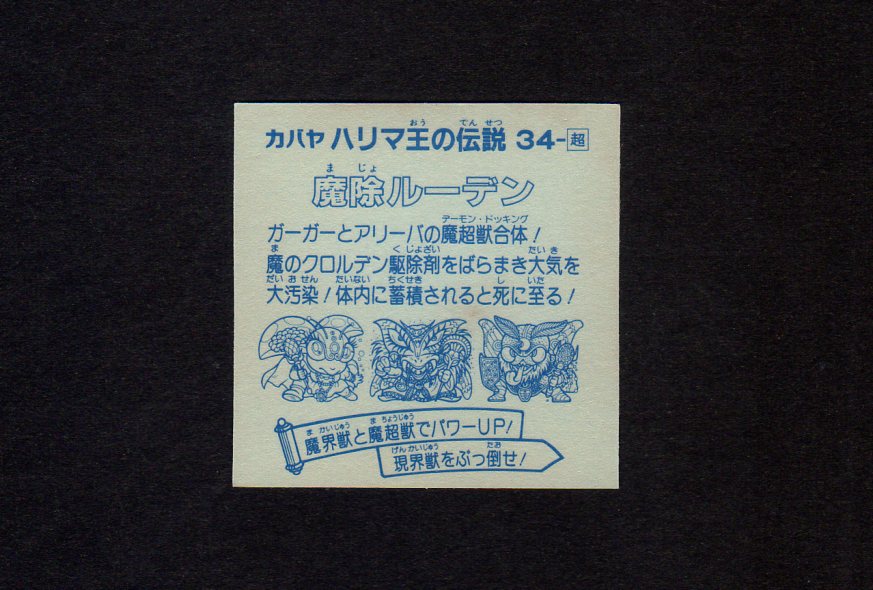 カバヤ ハリマ王の伝説 34-超
魔除ルーデン
ガーガーとアリーバの魔超獣合体!
魔のクロルデン駆除剤をばらまき大気を
大汚染!体内に蓄積されると死に至る!
魔界獣と魔超獣でパワーUP!
現界獣をぶっ倒せ!